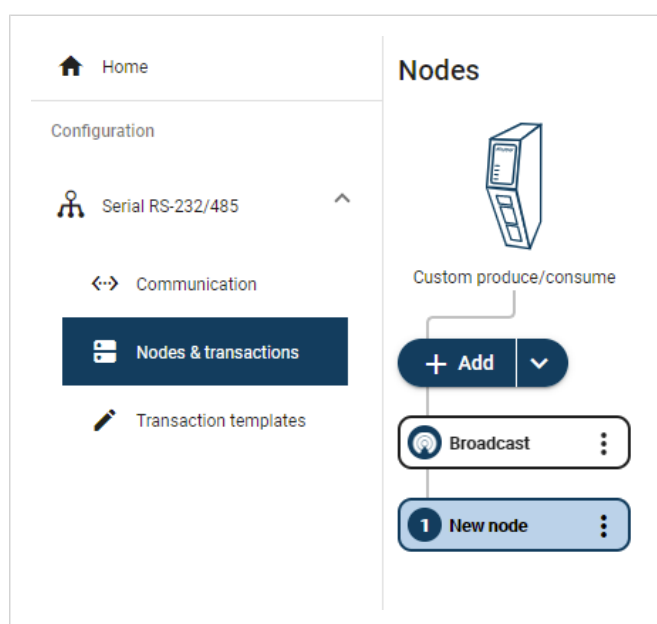 Home
Configuration
Serial RS-232/485
Communication
Nodes & transactions
Transaction templates
Nodes
Custom produce/consume
+ Add
Broadcast
1 New node